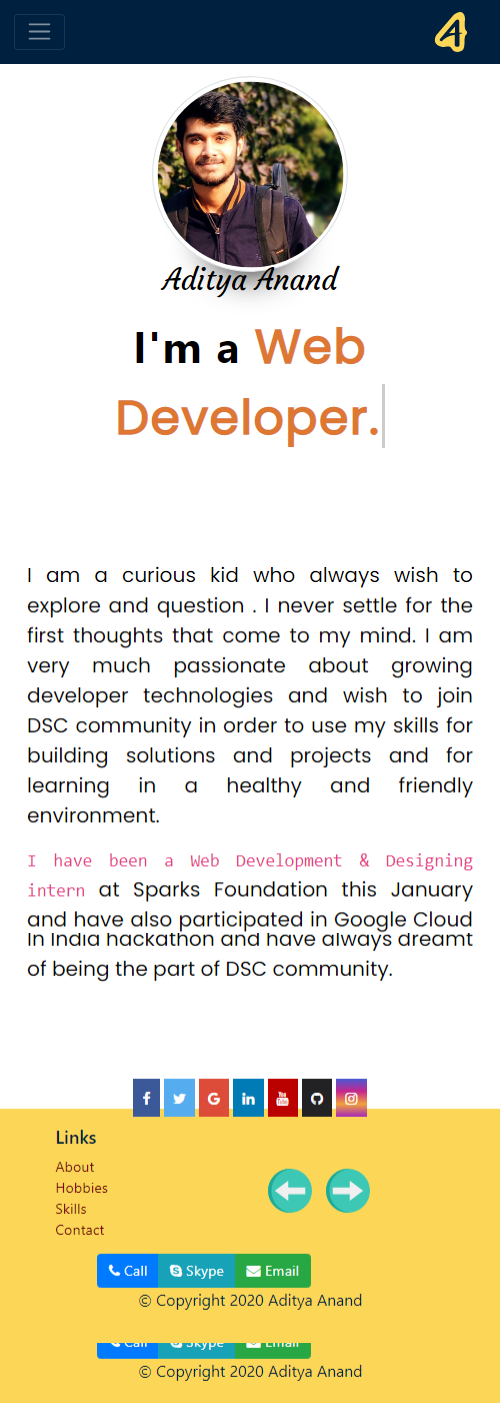 Aditya Anand
I'm a Web
Developer.
I am a curious kid who always wish to
explore and question . I never settle for the
first thoughts that come to my mind. I am
very much passionate about growing
developer technologies and wish to join
DSC community in order to use my skills for
building solutions and projects and for
learning in a healthy and friendly
environment.
I have been a Web Development & Designing
intern at Sparks Foundation this January
and have also participated in Google Cloud
In India hackathon and have always dreamt
of being the part of DSC community.
You Tube
Links
About
Hobbies
Skills
Contact
Call Skype Email
© Copyright 2020 Aditya Anand
Call Skype Email
© Copyright 2020 Aditya Anand